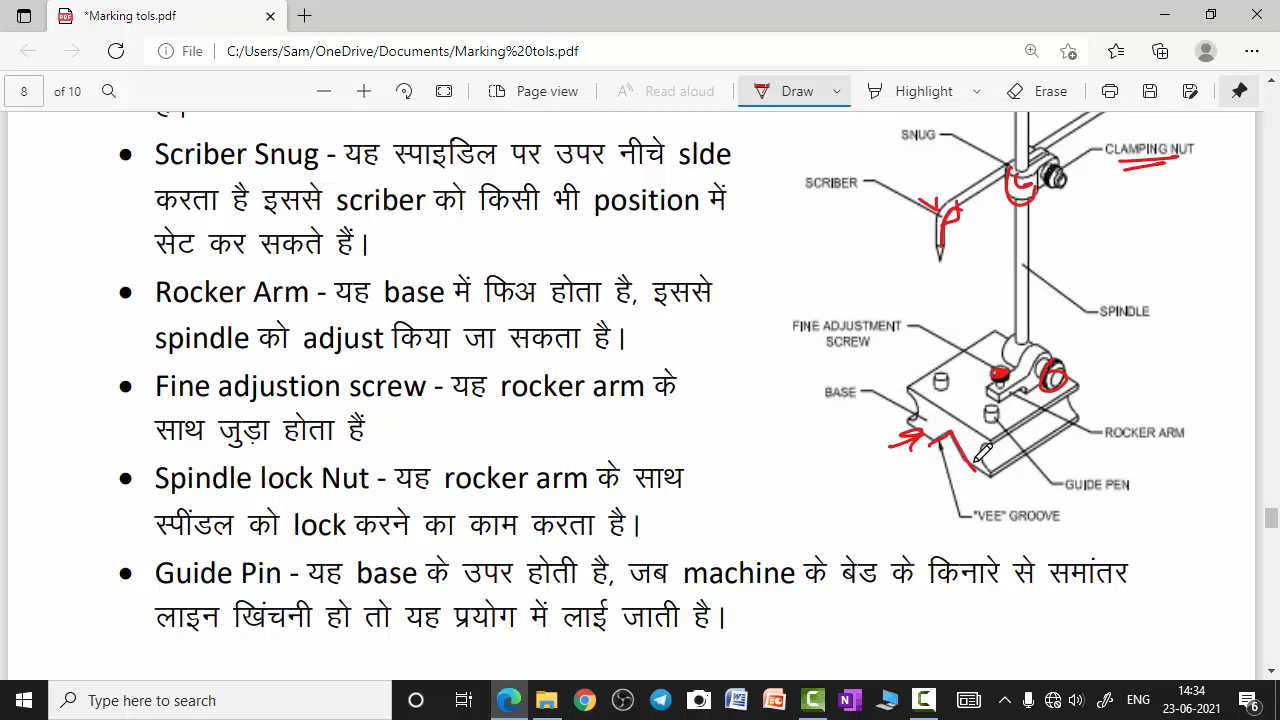 *Marking tols.pdf
File
C:/Users/Sam/OneDrive/Documents/Marking%20tols.pdf
8 of 10
Page view
Read aloud
Draw
Highlight
Erase
Scriber Snug - यह स्पाइडिल पर उपर नीचे slde
करता है इससे scriber को किसी भी position में
सेट कर सकते हैं।
Rocker Arm - यह base में फिअ होता है, इससे
spindle को adjust किया जा सकता है।
Fine adjustion screw - यह rocker arm के
साथ जुड़ा होता हैं
Spindle lock Nut - यह rocker arm के साथ
स्पींडल को lock करने का काम करता है।
Guide Pin - यह base के उपर होती है, जब machine के बेड के किनारे से समांतर
लाइन खिंचनी हो तो यह प्रयोग में लाई जाती है।
SNUG
CLAMPING NUT
SCRIBER
SPINDLE
FINE ADJUSTMENT
SCREW
BASE
ROCKER ARM
GUIDE PEN
"VEE" GROOVE
Type here to search
ENG
14:34
23-06-2021
6